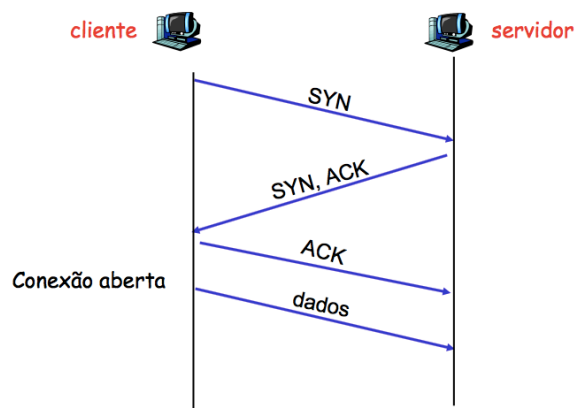 cliente
servidor
SYN
SYN, ACK
ACK
Conexão aberta
dados